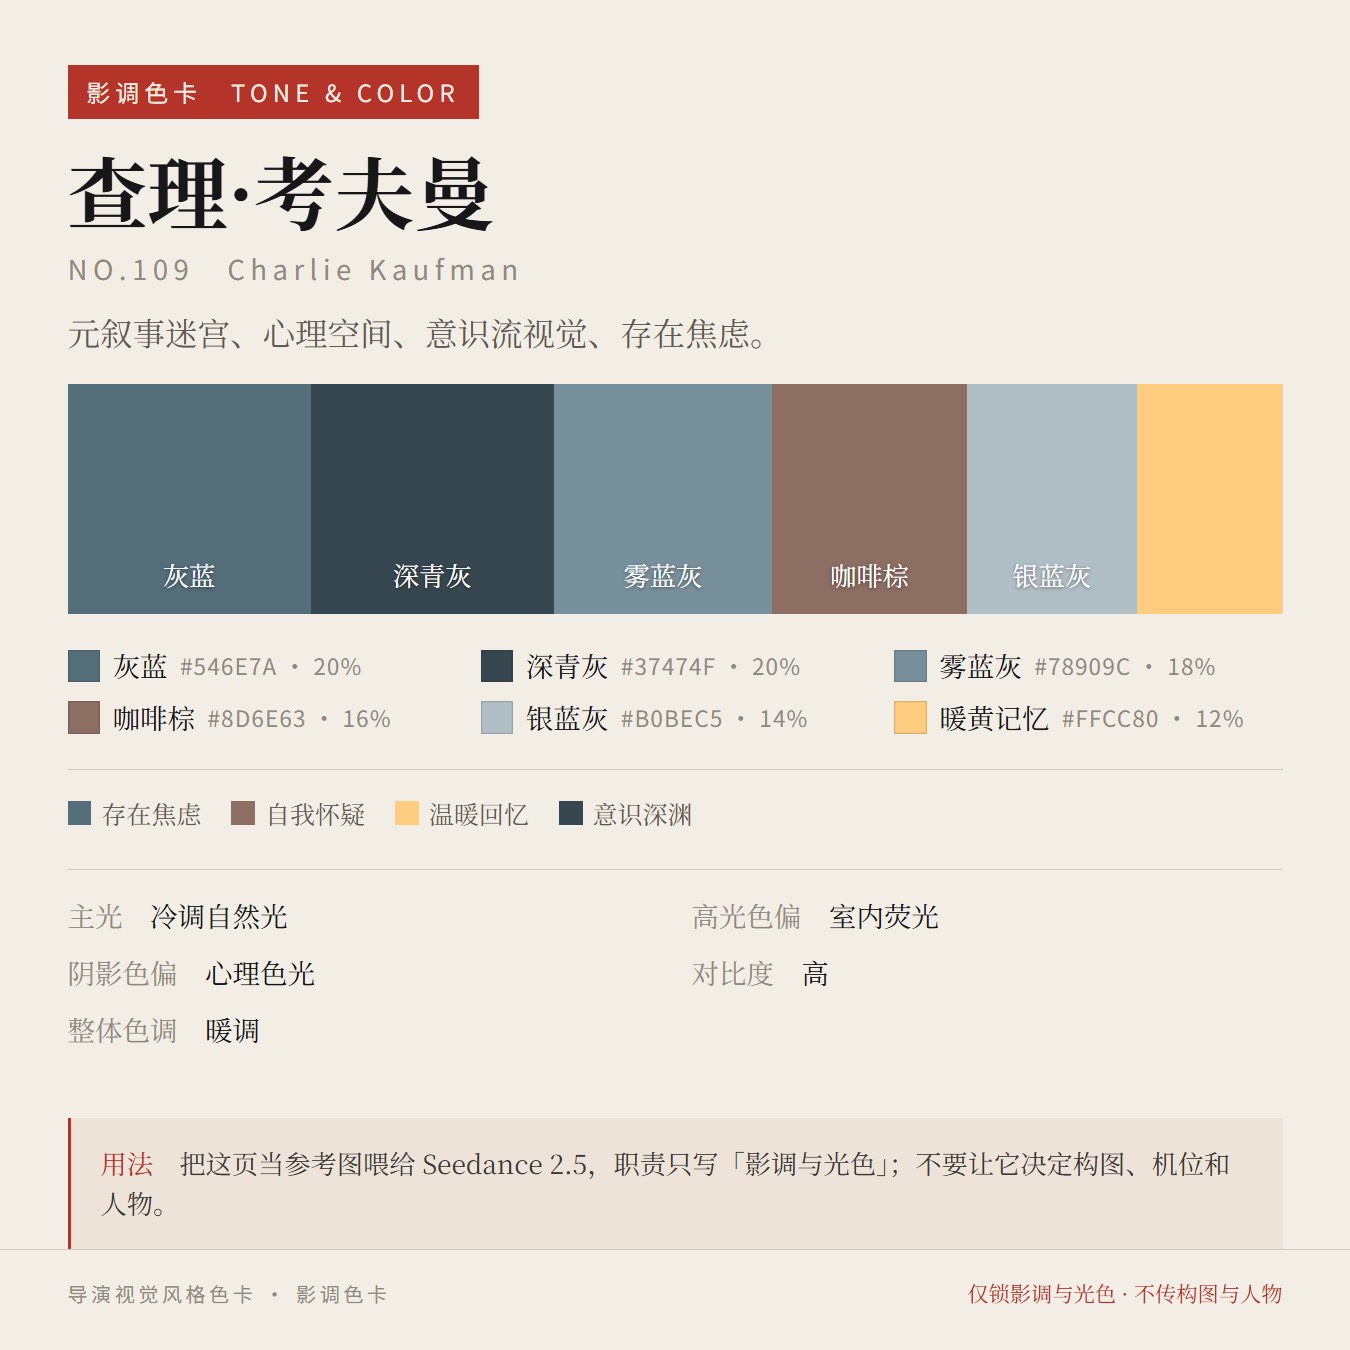 影调色卡 TONE & COLOR
查理·考夫曼
NO.109 Charlie Kaufman
元叙事迷宫、心理空间、意识流视觉、存在焦虑。
灰蓝 深青灰 雾蓝灰 咖啡棕 银蓝灰
灰蓝 #546E7A • 20% 深青灰 #37474F • 20% 雾蓝灰 #78909C • 18%
咖啡棕 #8D6E63 • 16% 银蓝灰 #B0BEC5 • 14% 暖黄记忆 #FFCC80 • 12%
存在焦虑 自我怀疑 温暖回忆 意识深渊
主光 冷调自然光 高光色偏 室内荧光
阴影色偏 心理色光 对比度 高
整体色调 暖调
用法 把这页当参考图喂给 Seedance 2.5，职责只写「影调与光色」；不要让它决定构图、机位和
人物。
导演视觉风格色卡 • 影调色卡 仅锁影调与光色 · 不传构图与人物